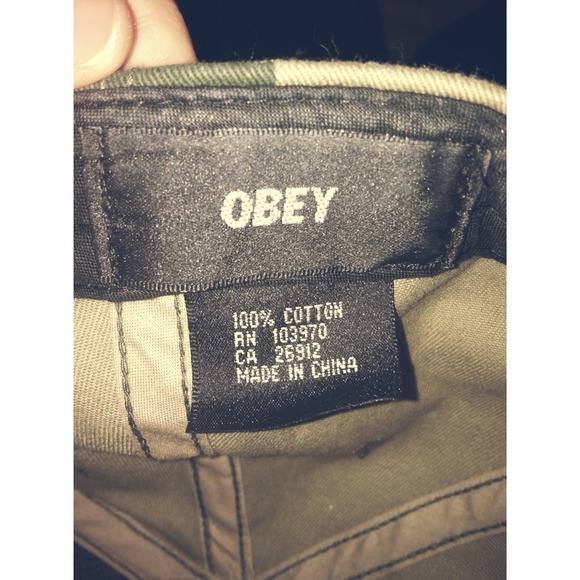 OBEY
100% COTTON
RN 103970
CA 26912
MADE IN CHINA